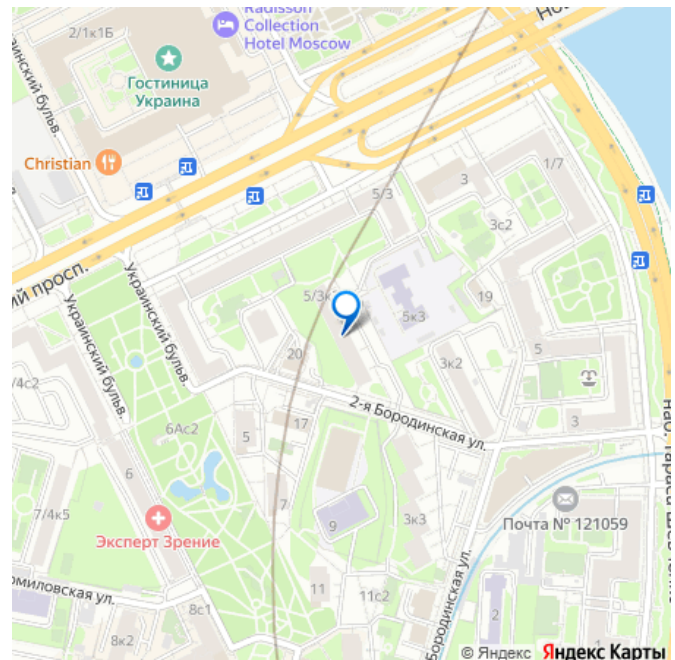 Radisson
Collection
Hotel Moscow
2/1к1Б
Гостиница
Украина
Украинский бульв.
Christian
1/7
3
5/3
3с2
ий просп.
Украинский бульв.
Украинский бульв.
5/3к
5к3
19
20
3к2
5
/4с2
2-я Бородинская ул.
6Ас2
17
5
3
6
7
7/4к5
Эксперт Зрение
9
3к3
Почта № 121059
11
11с2
Бородинская ул.
омиловская ул.
8с1
2
8к2
1
© Яндекс Яндекс Карты